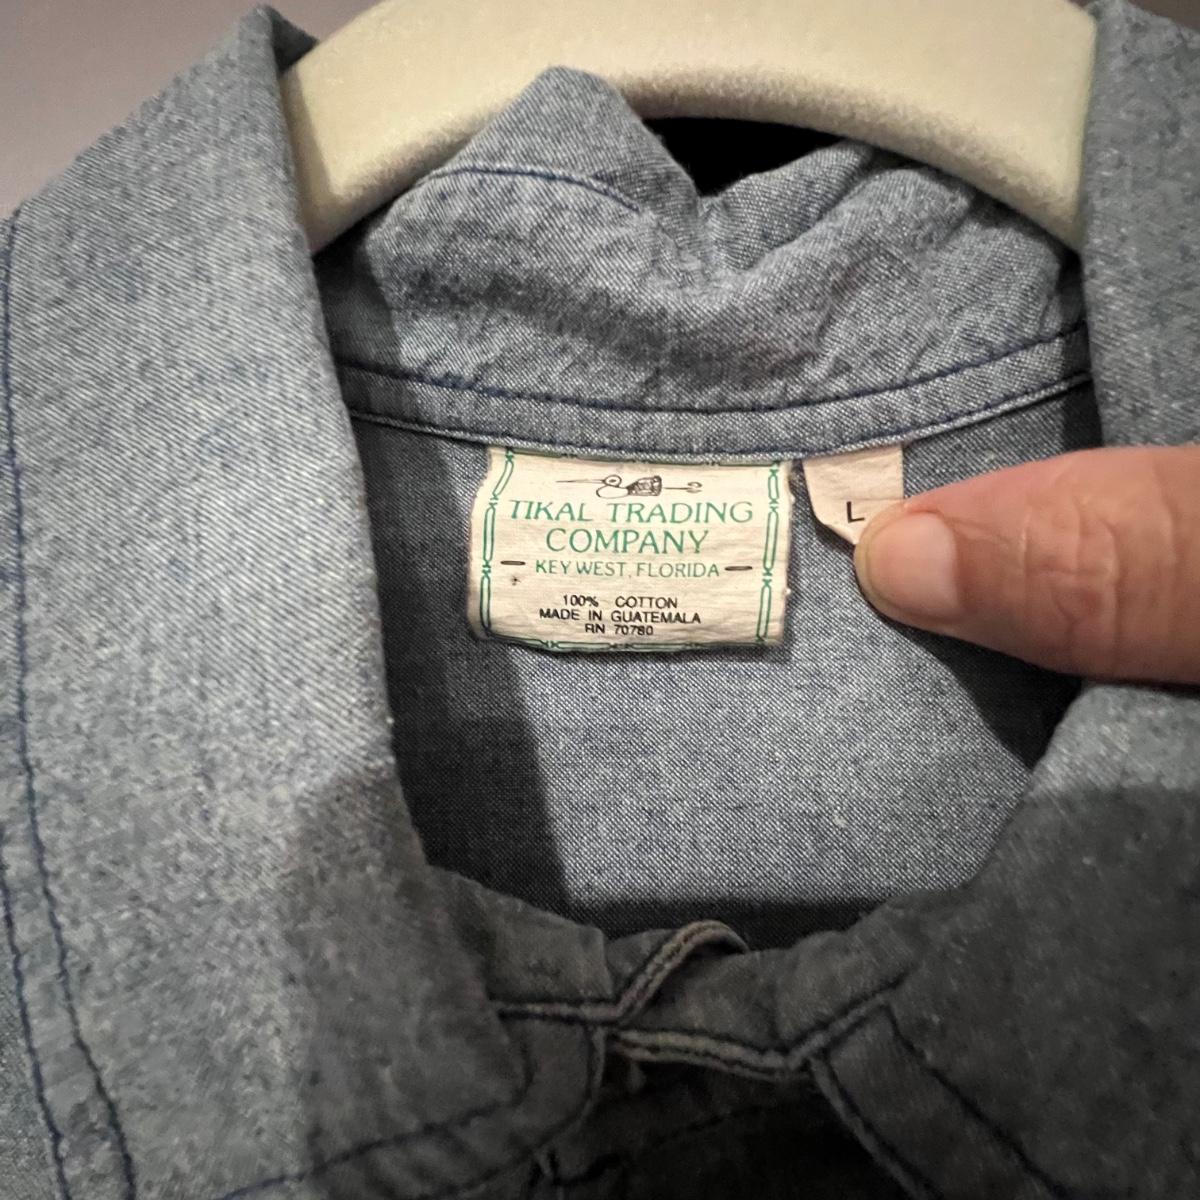 TIKAL TRADING
COMPANY
- KEY WEST, FLORIDA -
100% COTTON
MADE IN GUATEMALA
RN 70780
L